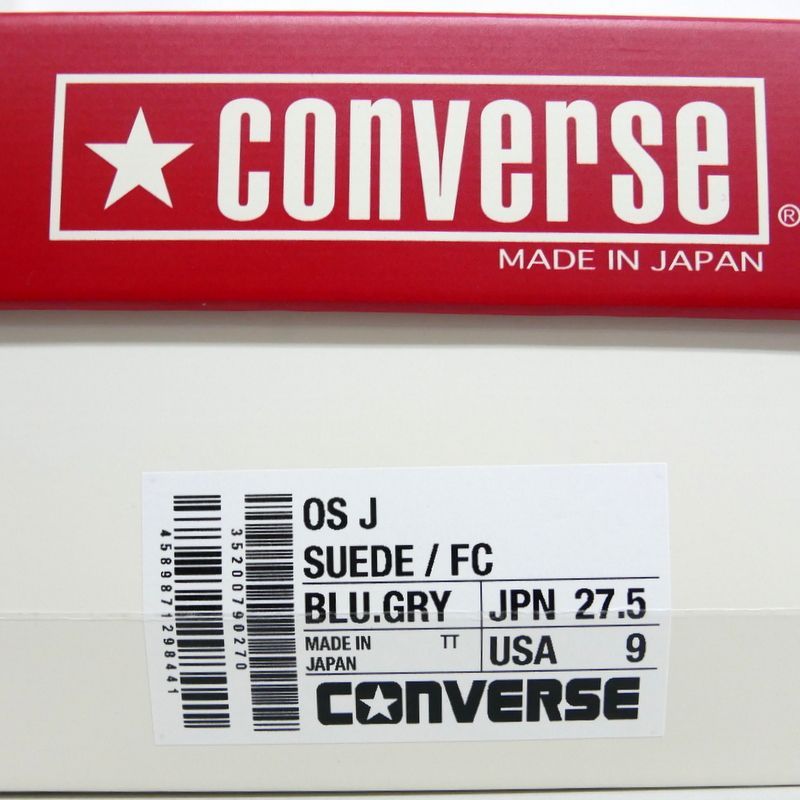 ★ CONVERSE®
MADE IN JAPAN
OS J
SUEDE / FC
BLU.GRY JPN 27.5
MADE IN JAPAN TT USA 9
CONVERSE
4589871298441
35200790270